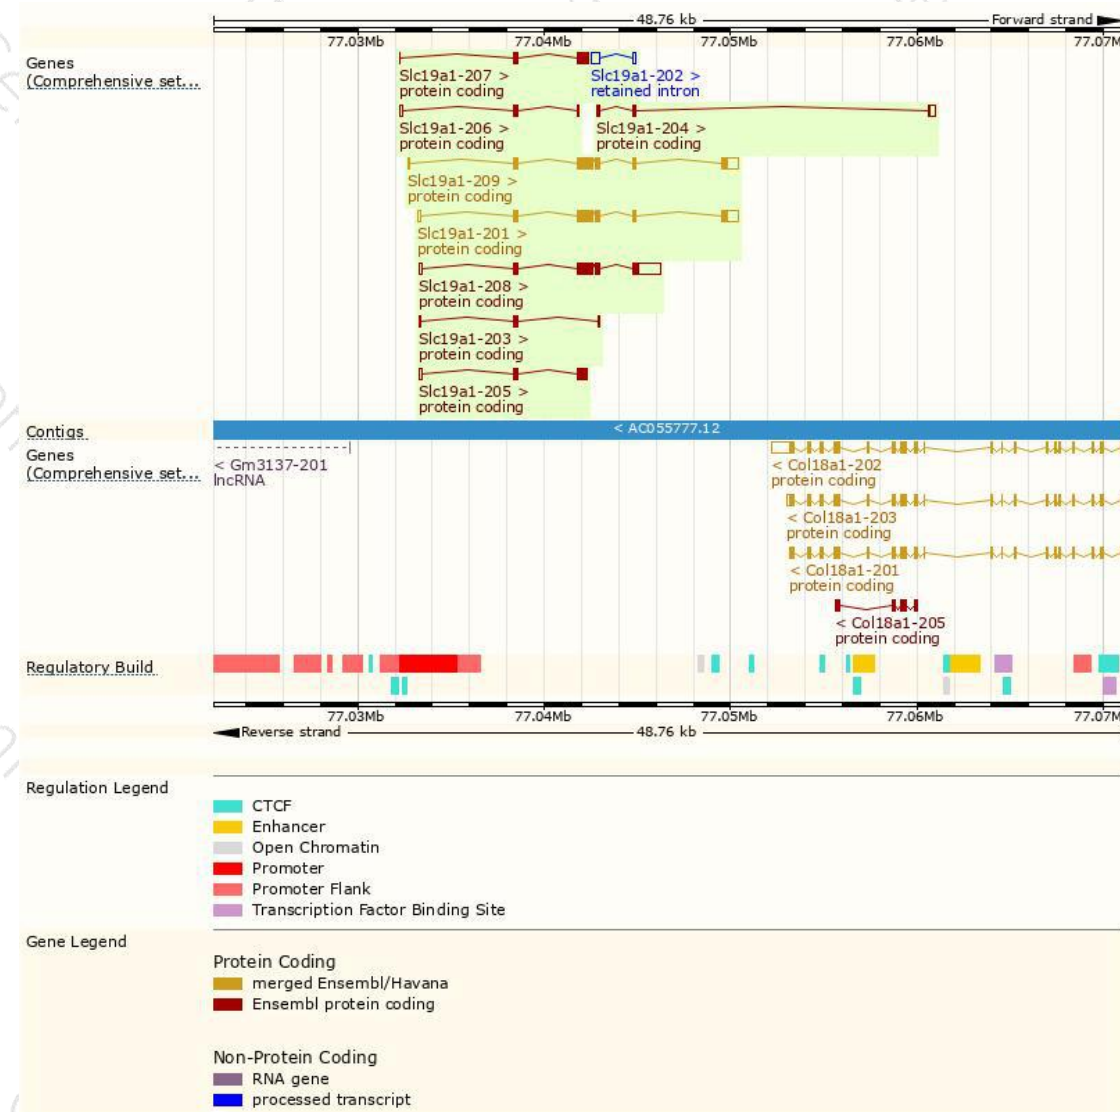 48.76 kb Forward strand
77.03Mb 77.04Mb 77.05Mb 77.06Mb 77.07M
Genes
(Comprehensive set...
Slc19a1-207 > Slc19a1-202 >
protein coding retained intron
Slc19a1-206 > Slc19a1-204 >
protein coding protein coding
Slc19a1-209 >
protein coding
Slc19a1-201 >
protein coding
Slc19a1-208 >
protein coding
Slc19a1-203 >
protein coding
Slc19a1-205 >
protein coding
Contigs < AC055777.12
Genes
(Comprehensive set...
< Gm3137-201 < Col18a1-202
lncRNA protein coding
< Col18a1-203
protein coding
< Col18a1-201
protein coding
< Col18a1-205
protein coding
Regulatory Build
77.03Mb 77.04Mb 77.05Mb 77.06Mb 77.07M
Reverse strand 48.76 kb
Regulation Legend
CTCF
Enhancer
Open Chromatin
Promoter
Promoter Flank
Transcription Factor Binding Site
Gene Legend
Protein Coding
merged Ensembl/Havana
Ensembl protein coding
Non-Protein Coding
RNA gene
processed transcript